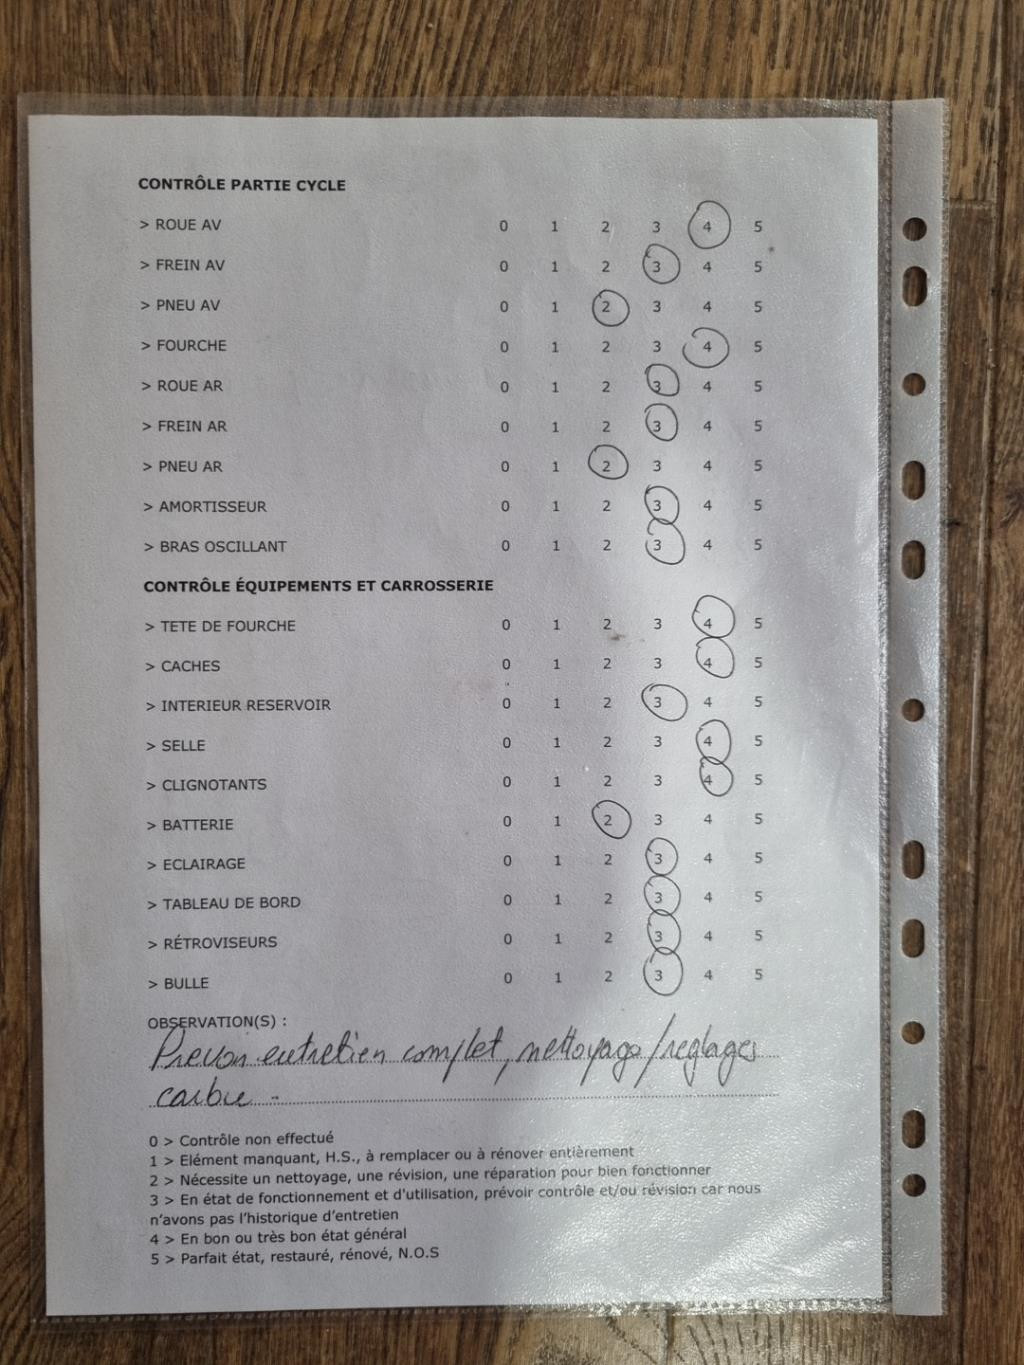 CONTRÔLE PARTIE CYCLE
> ROUE AV 0 1 2 3 4 5
> FREIN AV 0 1 2 3 4 5
> PNEU AV 0 1 2 3 4 5
> FOURCHE 0 1 2 3 4 5
> ROUE AR 0 1 2 3 4 5
> FREIN AR 0 1 2 3 4 5
> PNEU AR 0 1 2 3 4 5
> AMORTISSEUR 0 1 2 3 4 5
> BRAS OSCILLANT 0 1 2 3 4 5
CONTRÔLE ÉQUIPEMENTS ET CARROSSERIE
> TETE DE FOURCHE 0 1 2 3 4 5
> CACHES 0 1 2 3 4 5
> INTERIEUR RESERVOIR 0 1 2 3 4 5
> SELLE 0 1 2 3 4 5
> CLIGNOTANTS 0 1 2 3 4 5
> BATTERIE 0 1 2 3 4 5
> ECLAIRAGE 0 1 2 3 4 5
> TABLEAU DE BORD 0 1 2 3 4 5
> RÉTROVISEURS 0 1 2 3 4 5
> BULLE 0 1 2 3 4 5
OBSERVATION(S) :
Prevoir entretien complet, nettoyage/reglages
carbu.
0 > Contrôle non effectué
1 > Elément manquant, H.S., à remplacer ou à rénover entièrement
2 > Nécessite un nettoyage, une révision, une réparation pour bien fonctionner
3 > En état de fonctionnement et d'utilisation, prévoir contrôle et/ou révision car nous
n'avons pas l'historique d'entretien
4 > En bon ou très bon état général
5 > Parfait état, restauré, rénové, N.O.S